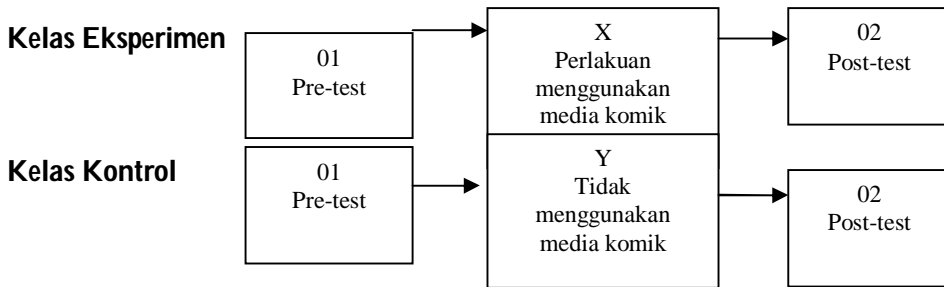 Kelas Eksperimen
01
Pre-test
X
Perlakuan
menggunakan
media komik
02
Post-test
Kelas Kontrol
01
Pre-test
Y
Tidak
menggunakan
media komik
02
Post-test